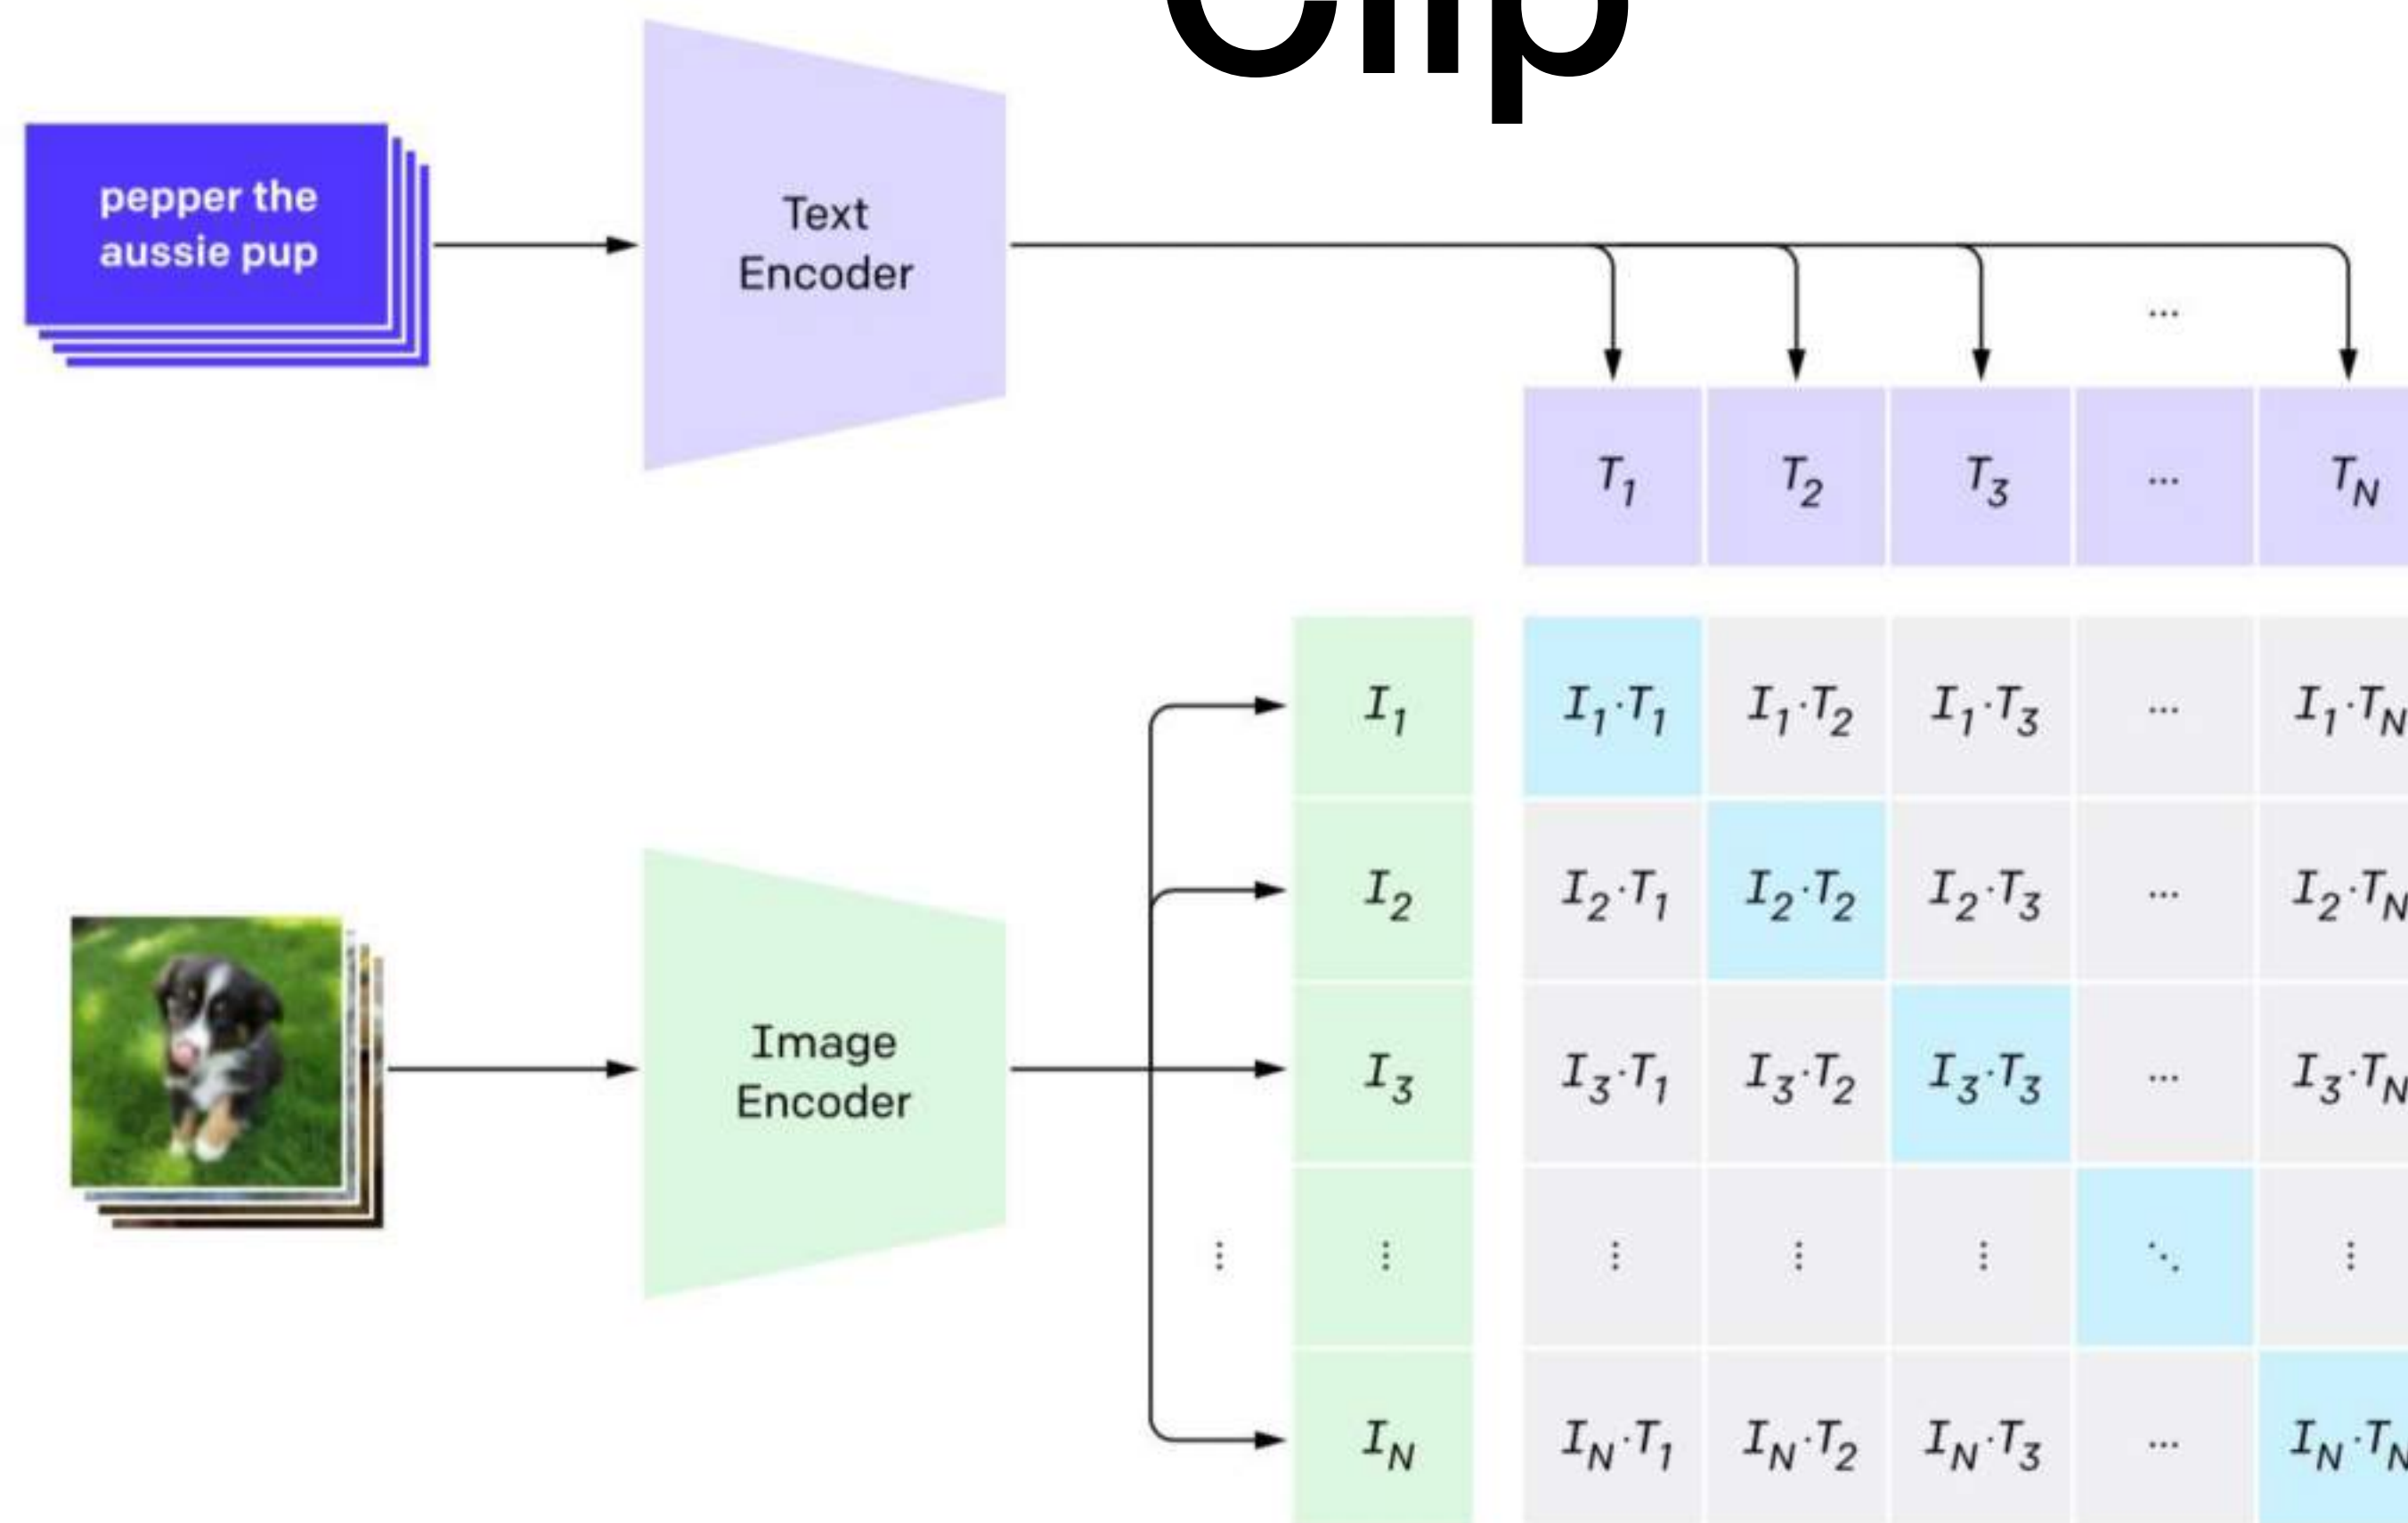 Clip
pepper the
aussie pup
Text
Encoder
...
T1 T2 T3 ... TN
I1 I1·T1 I1·T2 I1·T3 ... I1·TN
I2 I2·T1 I2·T2 I2·T3 ... I2·TN
Image
Encoder
I3 I3·T1 I3·T2 I3·T3 ... I3·TN
⋮ ⋮ ⋮ ⋮ ⋮ ⋱ ⋮
IN IN·T1 IN·T2 IN·T3 ... IN·TN